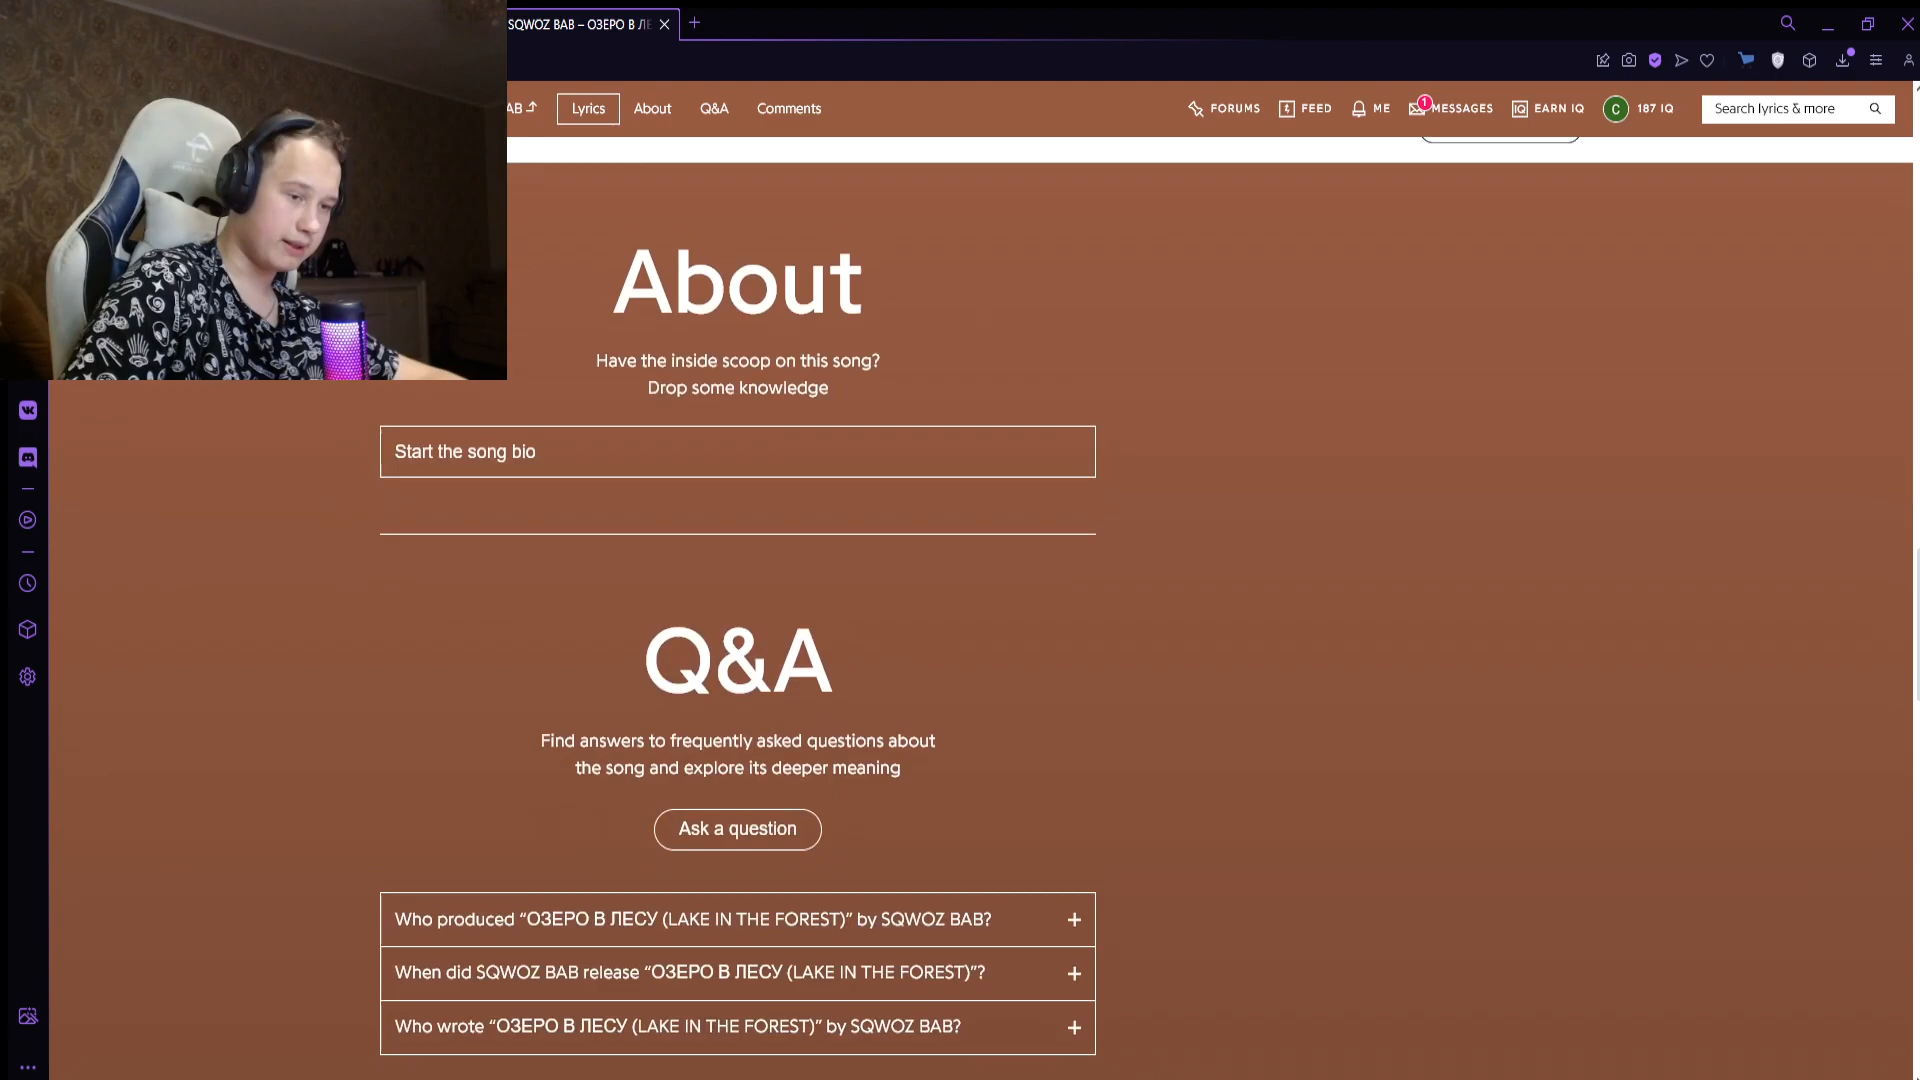 SQWOZ BAB – ОЗЕРО В ЛЕ
AB
Lyrics
About
Q&A
Comments
FORUMS
FEED
ME
1
MESSAGES
IQ
EARN IQ
C
187 IQ
Search lyrics & more
About
Have the inside scoop on this song?
Drop some knowledge
Start the song bio
Q&A
Find answers to frequently asked questions about
the song and explore its deeper meaning
Ask a question
Who produced “ОЗЕРО В ЛЕСУ (LAKE IN THE FOREST)” by SQWOZ BAB?
When did SQWOZ BAB release “ОЗЕРО В ЛЕСУ (LAKE IN THE FOREST)”?
Who wrote “ОЗЕРО В ЛЕСУ (LAKE IN THE FOREST)” by SQWOZ BAB?